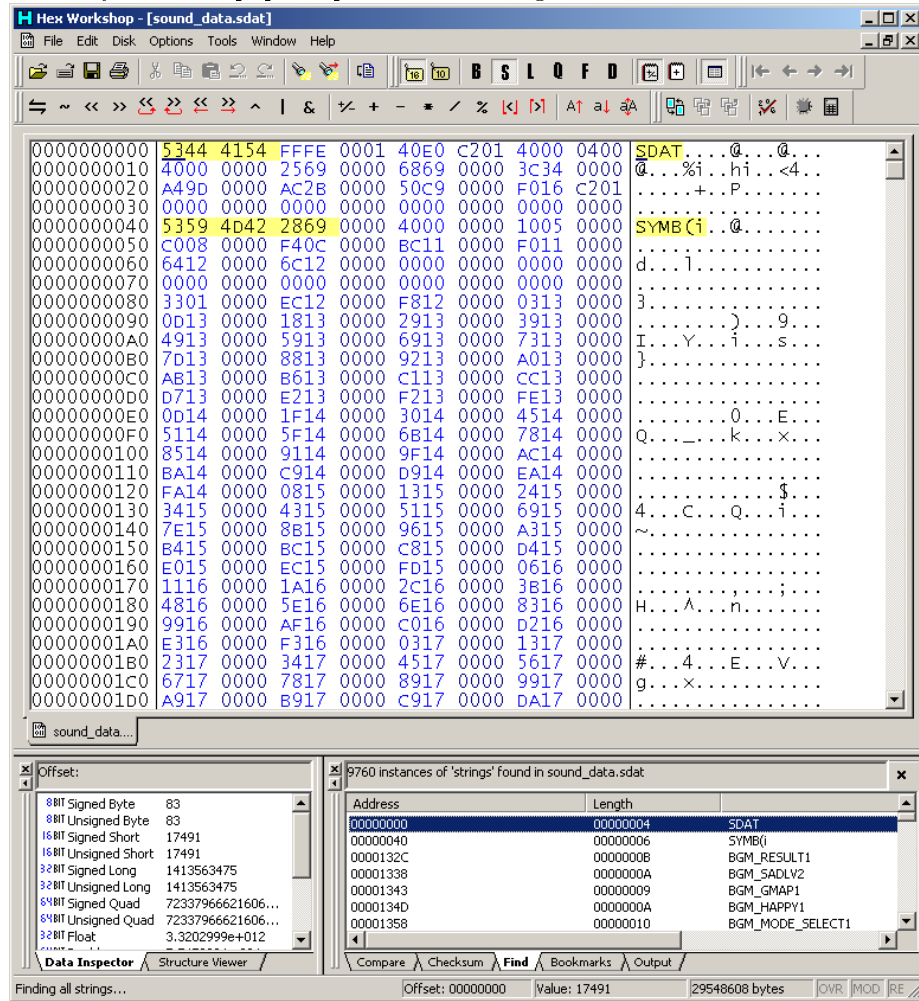 Hex Workshop - [sound_data.sdat]
File Edit Disk Options Tools Window Help
16 10 B S L Q F D
0000000000 5344 4154 FFFE 0001 40E0 C201 4000 0400 SDAT....@...@...
0000000010 4000 0000 2569 0000 6869 0000 3C34 0000 @...%i..hi..<4..
0000000020 A49D 0000 AC2B 0000 50C9 0000 F016 C201 .....+..P.......
0000000030 0000 0000 0000 0000 0000 0000 0000 0000 ................
0000000040 5359 4D42 2869 0000 4000 0000 1005 0000 SYMB(i..@.......
0000000050 C008 0000 F40C 0000 BC11 0000 F011 0000 ................
0000000060 6412 0000 6C12 0000 0000 0000 0000 0000 d...l...........
0000000070 0000 0000 0000 0000 0000 0000 0000 0000 ................
0000000080 3301 0000 EC12 0000 F812 0000 0313 0000 3...............
0000000090 0D13 0000 1813 0000 2913 0000 3913 0000 ........)...9...
00000000A0 4913 0000 5913 0000 6913 0000 7313 0000 I...Y...i...s...
00000000B0 7D13 0000 8813 0000 9213 0000 A013 0000 }...............
00000000C0 AB13 0000 B613 0000 C113 0000 CC13 0000 ................
00000000D0 D713 0000 E213 0000 F213 0000 FE13 0000 ................
00000000E0 0D14 0000 1F14 0000 3014 0000 4514 0000 ........0...E...
00000000F0 5114 0000 5F14 0000 6B14 0000 7814 0000 Q..._...k...x...
0000000100 8514 0000 9114 0000 9F14 0000 AC14 0000 ................
0000000110 BA14 0000 C914 0000 D914 0000 EA14 0000 ................
0000000120 FA14 0000 0815 0000 1315 0000 2415 0000 ............$...
0000000130 3415 0000 4315 0000 5115 0000 6915 0000 4...C...Q...i...
0000000140 7E15 0000 8B15 0000 9615 0000 A315 0000 ~...............
0000000150 B415 0000 BC15 0000 C815 0000 D415 0000 ................
0000000160 E015 0000 EC15 0000 FD15 0000 0616 0000 ................
0000000170 1116 0000 1A16 0000 2C16 0000 3B16 0000 ........,...;...
0000000180 4816 0000 5E16 0000 6E16 0000 8316 0000 H...^...n.......
0000000190 9916 0000 AF16 0000 C016 0000 D216 0000 ................
00000001A0 E316 0000 F316 0000 0317 0000 1317 0000 ................
00000001B0 2317 0000 3417 0000 4517 0000 5617 0000 #...4...E...V...
00000001C0 6717 0000 7817 0000 8917 0000 9917 0000 g...x...........
00000001D0 A917 0000 B917 0000 C917 0000 DA17 0000 ................
sound_data....
Offset:
8BIT Signed Byte 83
8BIT Unsigned Byte 83
16BIT Signed Short 17491
16BIT Unsigned Short 17491
32BIT Signed Long 1413563475
32BIT Unsigned Long 1413563475
64BIT Signed Quad 72337966621606...
64BIT Unsigned Quad 72337966621606...
32BIT Float 3.3202999e+012
Data Inspector Structure Viewer
9760 instances of 'strings' found in sound_data.sdat
Address Length
00000000 00000004 SDAT
00000040 00000006 SYMB(i
0000132C 0000000B BGM_RESULT1
00001338 0000000A BGM_SADLV2
00001343 00000009 BGM_GMAP1
0000134D 0000000A BGM_HAPPY1
00001358 00000010 BGM_MODE_SELECT1
Compare Checksum Find Bookmarks Output
Finding all strings... Offset: 00000000 Value: 17491 29548608 bytes OVR MOD RE